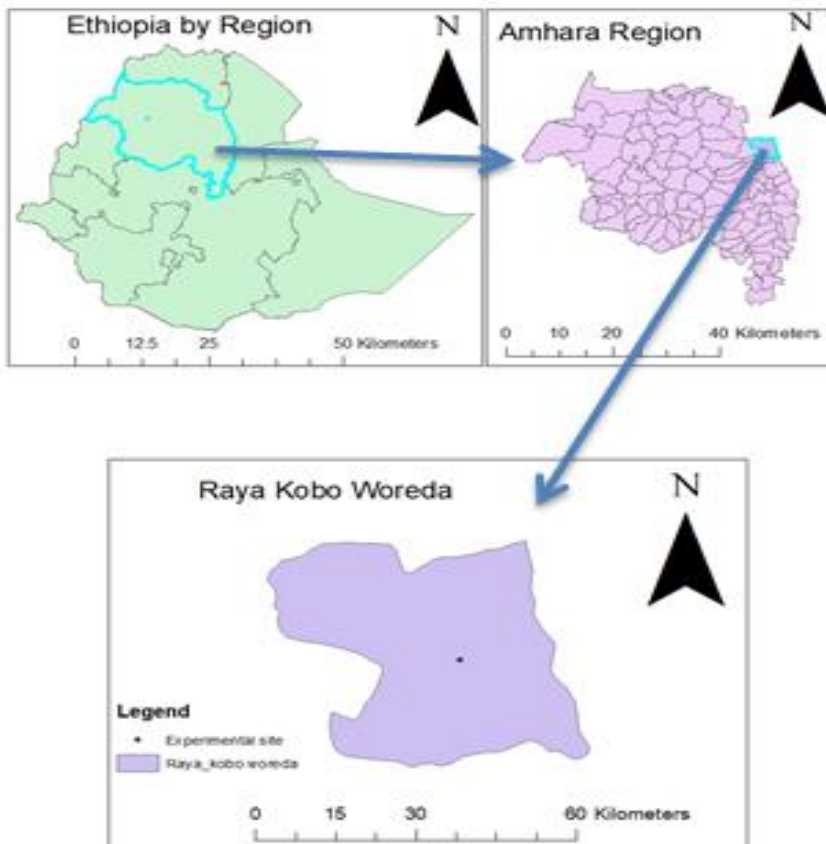 Ethiopia by Region
N
0 12.5 25 50 Kilometers
Amhara Region
N
0 10 20 40 Kilometers
Raya Kobo Woreda
N
Legend
Experimental site
Raya_kobo woreda
0 15 30 60 Kilometers